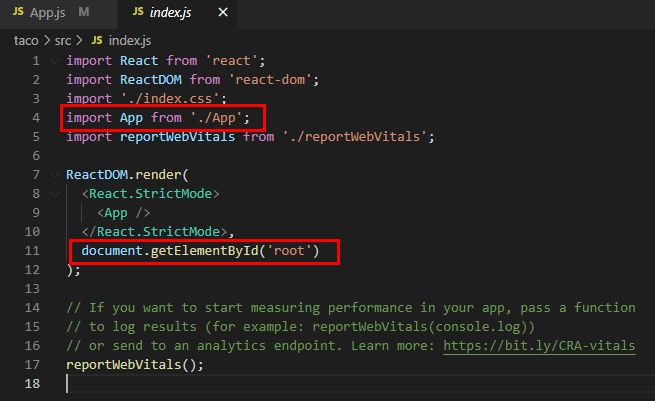 JS App.js M JS index.js ×
taco > src > JS index.js
1 import React from 'react';
2 import ReactDOM from 'react-dom';
3 import './index.css';
4 import App from './App';
5 import reportWebVitals from './reportWebVitals';
6
7 ReactDOM.render(
8 <React.StrictMode>
9 <App />
10 </React.StrictMode>,
11 document.getElementById('root')
12 );
13
14 // If you want to start measuring performance in your app, pass a function
15 // to log results (for example: reportWebVitals(console.log))
16 // or send to an analytics endpoint. Learn more: https://bit.ly/CRA-vitals
17 reportWebVitals();
18